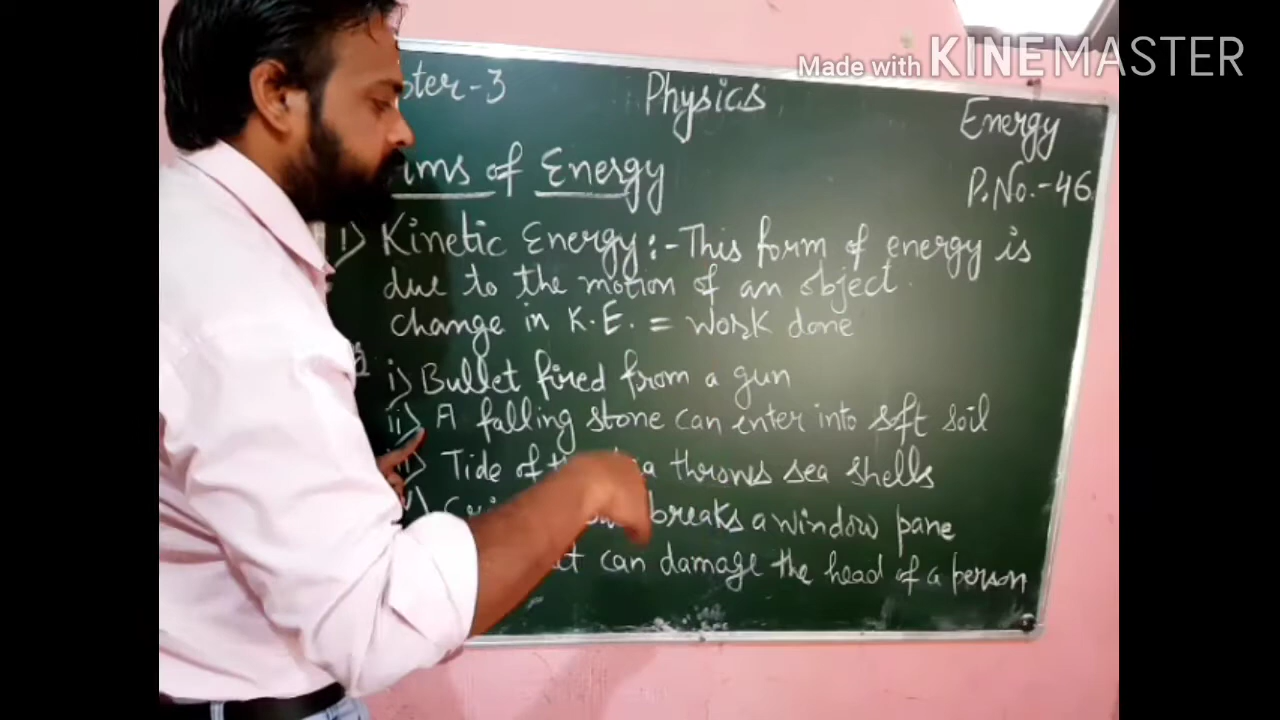 Made with KINEMASTER
ter-3 Physics Energy
P.No.-46
ms of Energy
1) Kinetic Energy:- This form of energy is
due to the motion of an object.
change in K.E. = Work done
i) Bullet fired from a gun
ii) A falling stone can enter into soft soil
iii) Tide of throws sea shells
breaks a window pane
can damage the head of a person